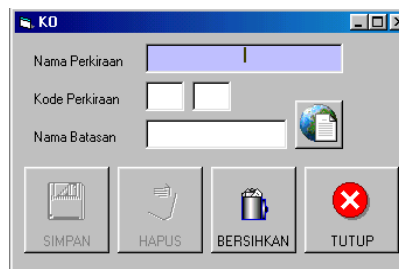 KO
Nama Perkiraan
Kode Perkiraan
Nama Batasan
SIMPAN HAPUS BERSIHKAN TUTUP